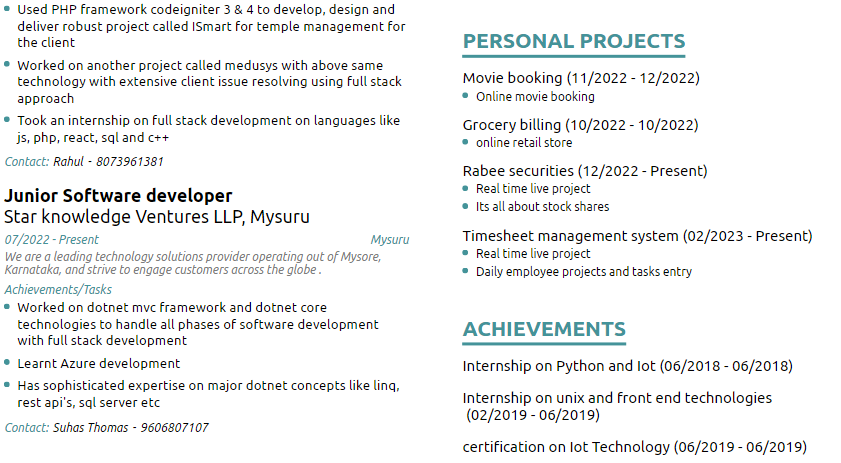 Used PHP framework codeigniter 3 & 4 to develop, design and
deliver robust project called ISmart for temple management for
the client
Worked on another project called medusys with above same
technology with extensive client issue resolving using full stack
approach
Took an internship on full stack development on languages like
js, php, react, sql and c++
Contact: Rahul - 8073961381
Junior Software developer
Star knowledge Ventures LLP, Mysuru
07/2022 - Present Mysuru
We are a leading technology solutions provider operating out of Mysore,
Karnataka, and strive to engage customers across the globe .
Achievements/Tasks
Worked on dotnet mvc framework and dotnet core
technologies to handle all phases of software development
with full stack development
Learnt Azure development
Has sophisticated expertise on major dotnet concepts like linq,
rest api's, sql server etc
Contact: Suhas Thomas - 9606807107
PERSONAL PROJECTS
Movie booking (11/2022 - 12/2022)
Online movie booking
Grocery billing (10/2022 - 10/2022)
online retail store
Rabee securities (12/2022 - Present)
Real time live project
Its all about stock shares
Timesheet management system (02/2023 - Present)
Real time live project
Daily employee projects and tasks entry
ACHIEVEMENTS
Internship on Python and Iot (06/2018 - 06/2018)
Internship on unix and front end technologies
(02/2019 - 06/2019)
certification on Iot Technology (06/2019 - 06/2019)